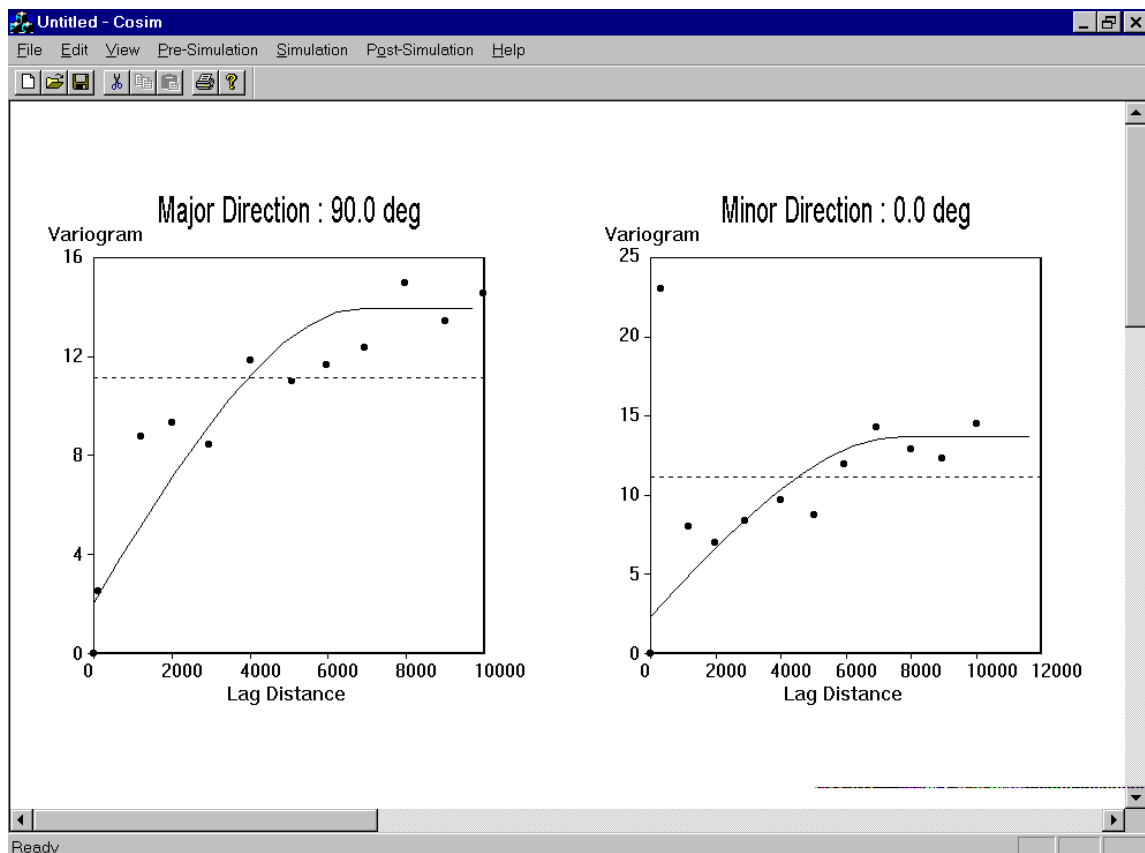 Untitled - Cosim
File Edit View Pre-Simulation Simulation Post-Simulation Help
Major Direction : 90.0 deg
Variogram
16
12
8
4
0
0 2000 4000 6000 8000 10000
Lag Distance
Minor Direction : 0.0 deg
Variogram
25
20
15
10
5
0
0 2000 4000 6000 8000 10000 12000
Lag Distance
Ready